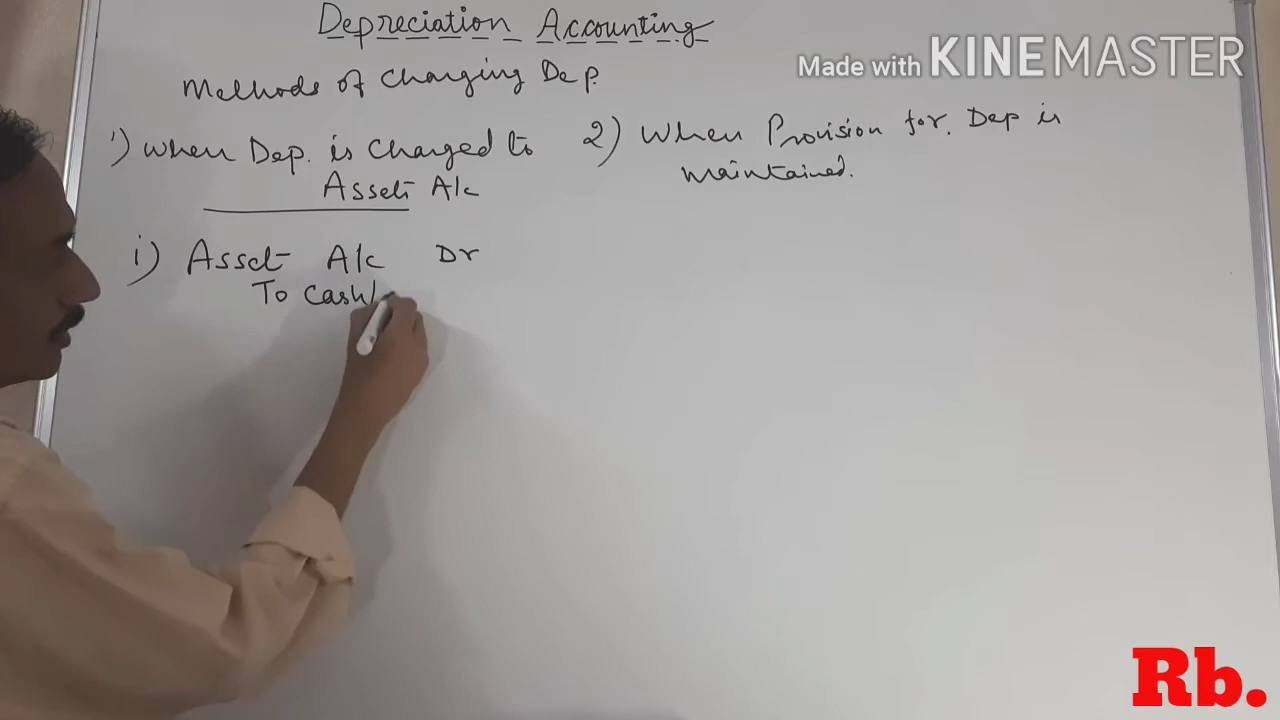 Depreciation Accounting
Made with KINEMASTER
Methods of Charging Dep.
1) When Dep. is Charged to
Asset A/c
2) When Provision for. Dep is
maintained.
i) Asset A/c Dr
To Cash/
Rb.